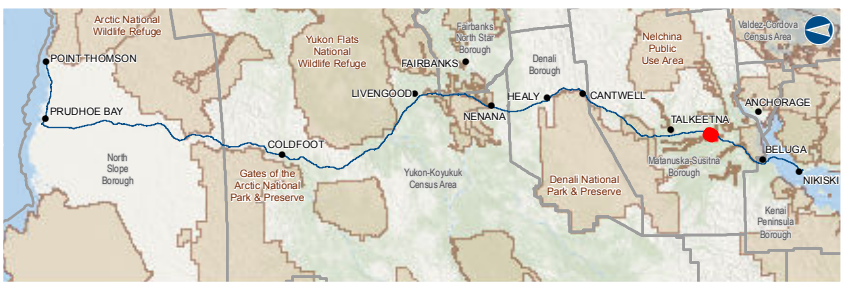 Arctic National
Wildlife Refuge
POINT THOMSON
PRUDHOE BAY
North
Slope
Borough
COLDFOOT
Gates of the
Arctic National
Park & Preserve
Yukon Flats
National
Wildlife Refuge
LIVENGOOD
FAIRBANKS
Fairbanks
North Star
Borough
NENANA
Yukon-Koyukuk
Census Area
Denali
Borough
HEALY
CANTWELL
Denali National
Park & Preserve
Nelchina
Public
Use Area
TALKEETNA
Matanuska-Susitna
Borough
Valdez-Cordova
Census Area
ANCHORAGE
BELUGA
NIKISKI
Kenai
Peninsula
Borough